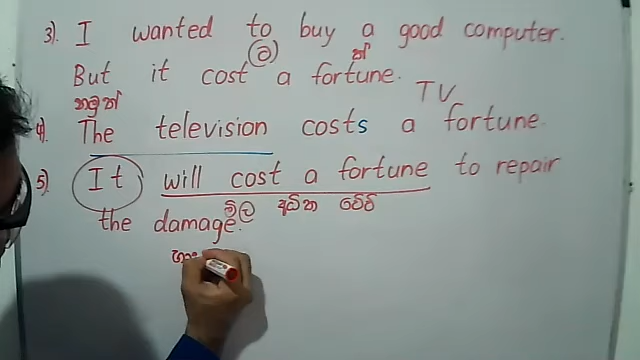 3). I wanted to buy a good computer.
But it cost a fortune.
නමුත්
TV
4). The television costs a fortune.
5). It will cost a fortune to repair
the damage.